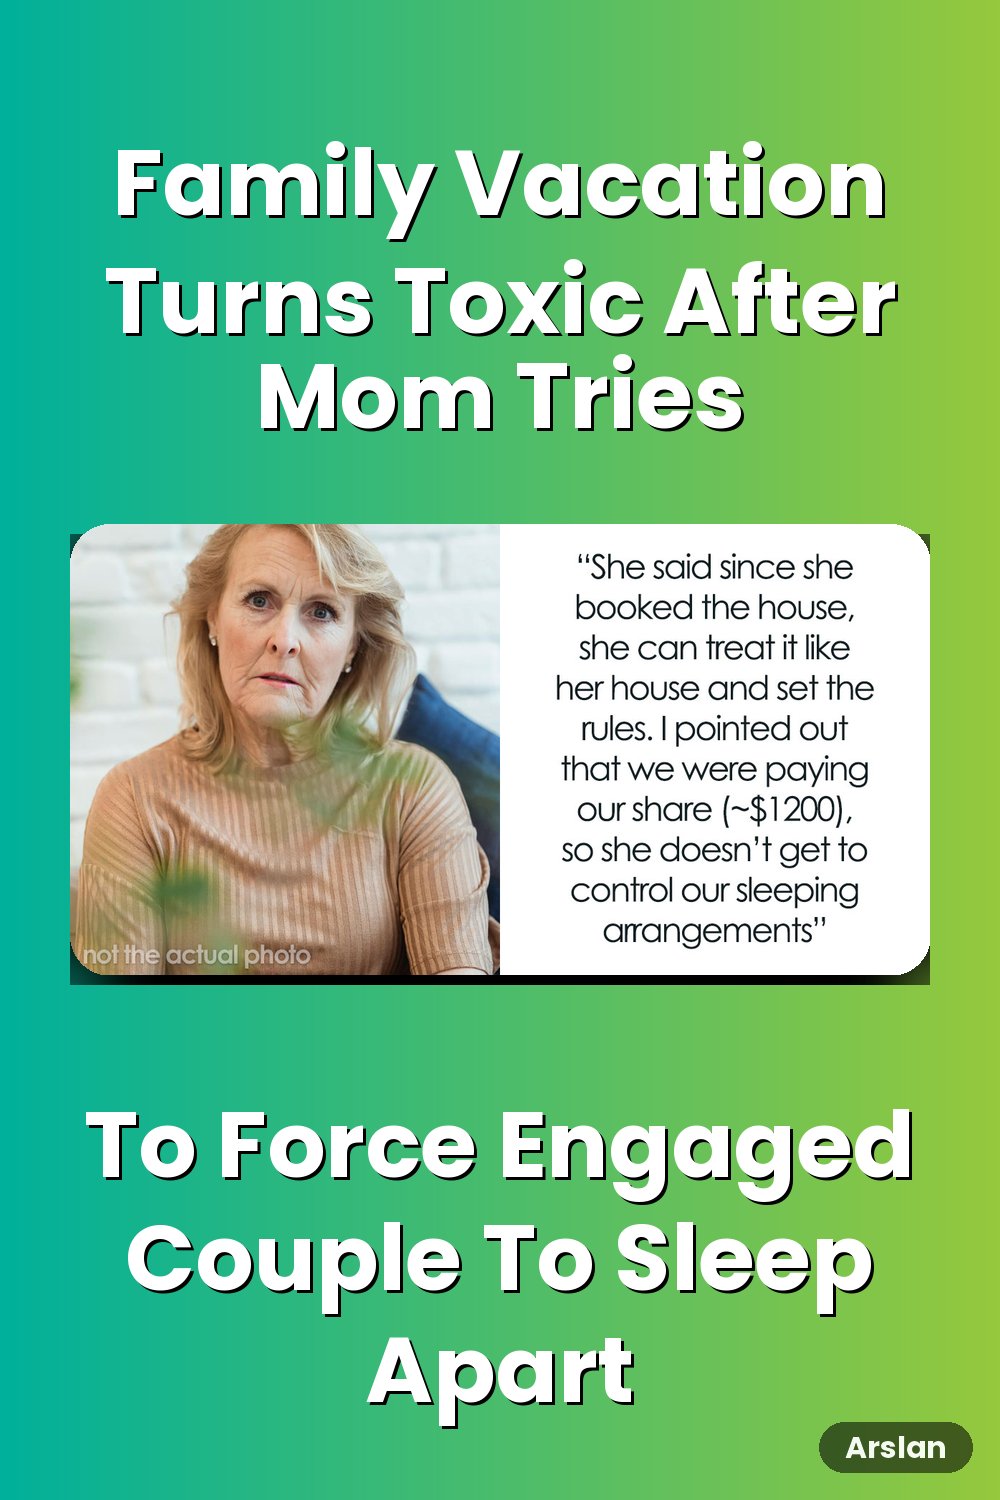 Family Vacation
Turns Toxic After
Mom Tries
“She said since she
booked the house,
she can treat it like
her house and set the
rules. I pointed out
that we were paying
our share (~$1200),
so she doesn’t get to
control our sleeping
arrangements”
not the actual photo
To Force Engaged
Couple To Sleep
Apart
Arslan